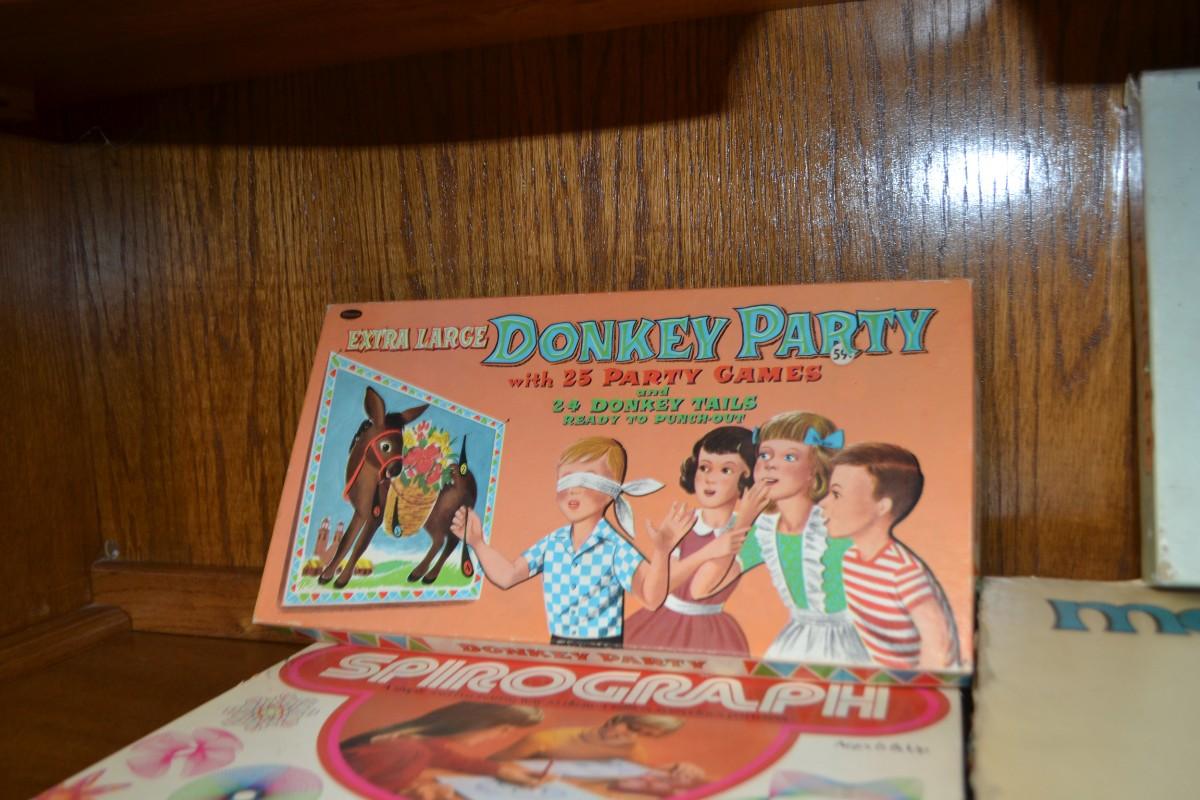 EXTRA LARGE DONKEY PARTY
59¢
with 25 PARTY GAMES
and
24 DONKEY TAILS
READY TO PUNCH-OUT
DONKEY PARTY
SPIROGRAPH